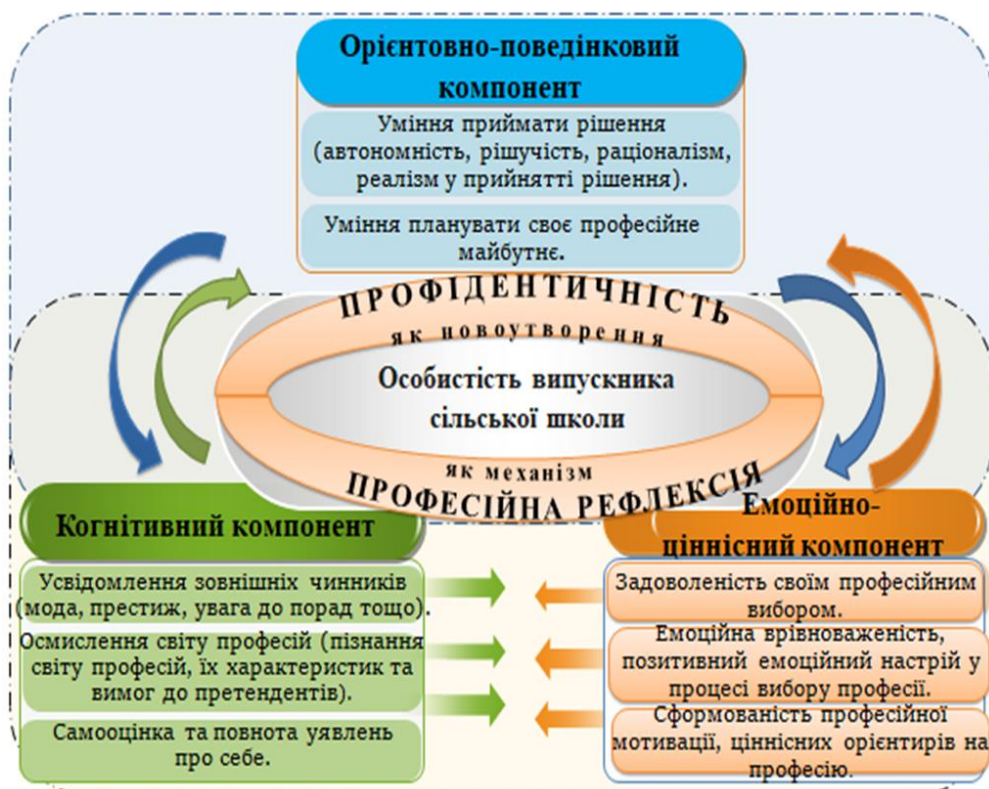 Орієнтовно-поведінковий
компонент
Уміння приймати рішення
(автономність, рішучість, раціоналізм,
реалізм у прийнятті рішення).
Уміння планувати своє професійне
майбутнє.
ПРОФІДЕНТИЧНІСТЬ
як новоутворення
Особистість випускника
сільської школи
як механізм
ПРОФЕСІЙНА РЕФЛЕКСІЯ
Когнітивний компонент
Усвідомлення зовнішніх чинників
(мода, престиж, увага до порад тощо).
Осмислення світу професій (пізнання
світу професій, їх характеристик та
вимог до претендентів).
Самооцінка та повнота уявлень
про себе.
Емоційно-
ціннісний компонент
Задоволеність своїм професійним
вибором.
Емоційна врівноваженість,
позитивний емоційний настрій у
процесі вибору професії.
Сформованість професійної
мотивації, ціннісних орієнтирів на
професію.